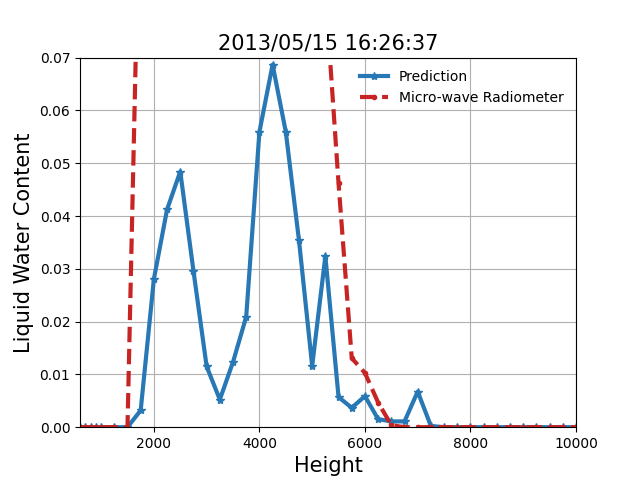 2013/05/15 16:26:37
Liquid Water Content
0.07
0.06
0.05
0.04
0.03
0.02
0.01
0.00
Prediction
Micro-wave Radiometer
2000 4000 6000 8000 10000
Height